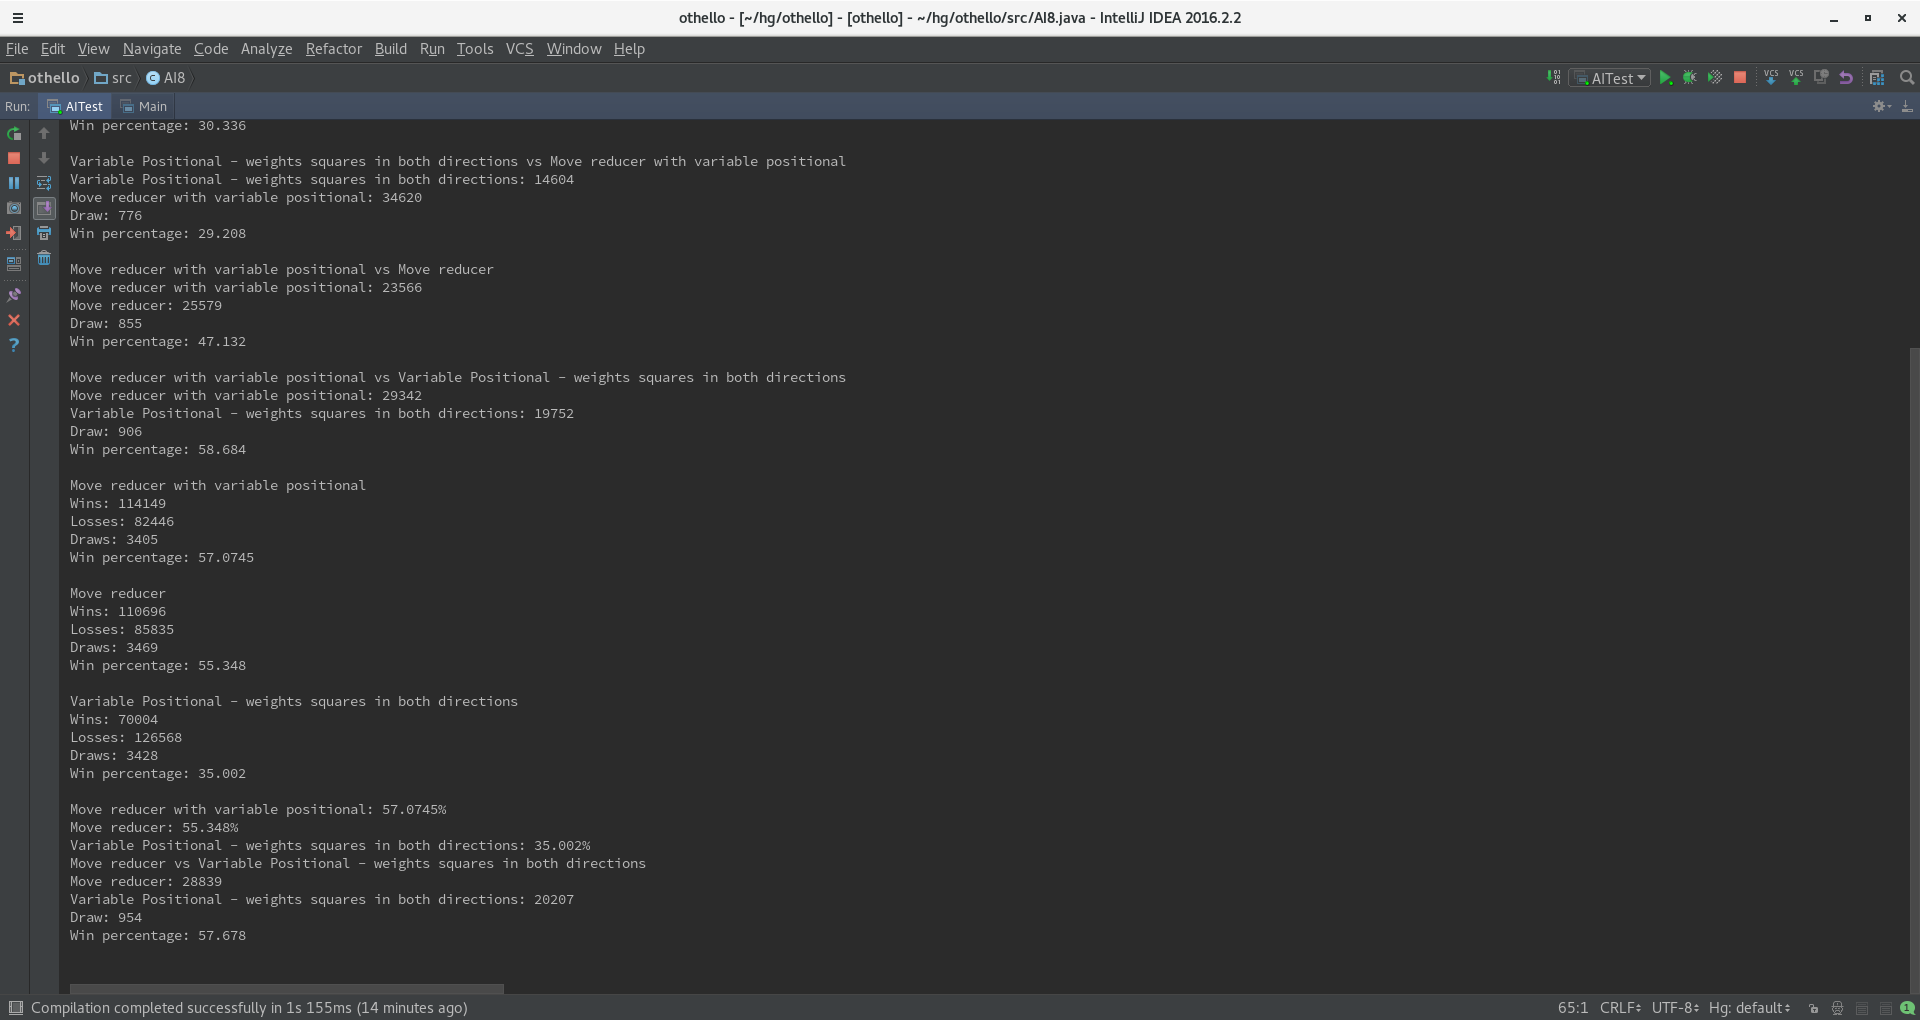 othello - [~/hg/othello] - [othello] - ~/hg/othello/src/AI8.java - IntelliJ IDEA 2016.2.2
File Edit View Navigate Code Analyze Refactor Build Run Tools VCS Window Help
othello src AI8
AITest
VCS VCS
Run: AITest Main
Win percentage: 30.336
Variable Positional - weights squares in both directions vs Move reducer with variable positional
Variable Positional - weights squares in both directions: 14604
Move reducer with variable positional: 34620
Draw: 776
Win percentage: 29.208
Move reducer with variable positional vs Move reducer
Move reducer with variable positional: 23566
Move reducer: 25579
Draw: 855
Win percentage: 47.132
Move reducer with variable positional vs Variable Positional - weights squares in both directions
Move reducer with variable positional: 29342
Variable Positional - weights squares in both directions: 19752
Draw: 906
Win percentage: 58.684
Move reducer with variable positional
Wins: 114149
Losses: 82446
Draws: 3405
Win percentage: 57.0745
Move reducer
Wins: 110696
Losses: 85835
Draws: 3469
Win percentage: 55.348
Variable Positional - weights squares in both directions
Wins: 70004
Losses: 126568
Draws: 3428
Win percentage: 35.002
Move reducer with variable positional: 57.0745%
Move reducer: 55.348%
Variable Positional - weights squares in both directions: 35.002%
Move reducer vs Variable Positional - weights squares in both directions
Move reducer: 28839
Variable Positional - weights squares in both directions: 20207
Draw: 954
Win percentage: 57.678
Compilation completed successfully in 1s 155ms (14 minutes ago)
65:1 CRLF UTF-8 Hg: default 1